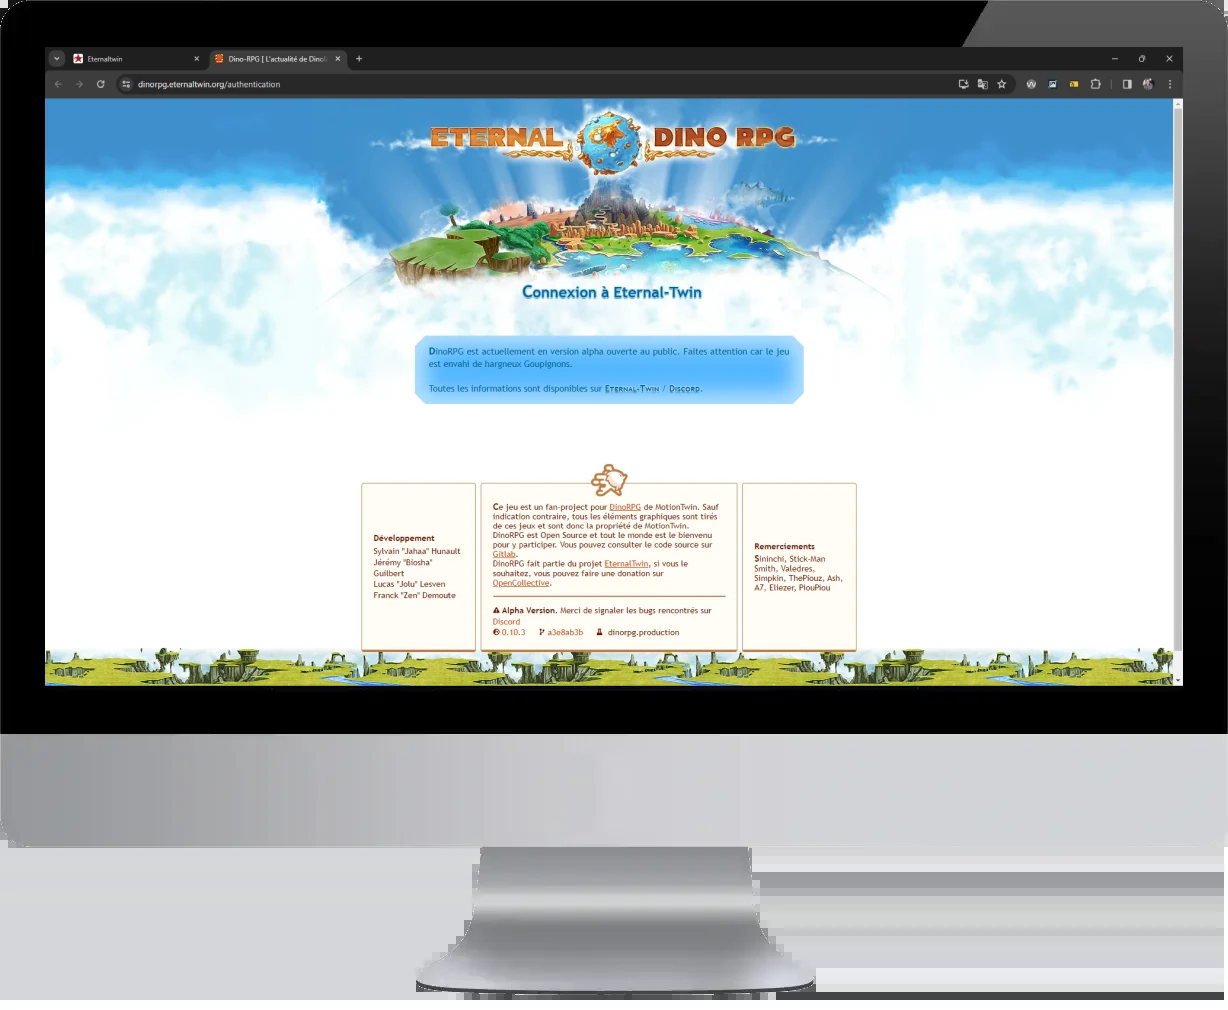 Eternaltwin
Dino-RPG [ L'actualité de Dinol
dinorpg.eternaltwin.org/authentication
ETERNAL DINO RPG
Connexion à Eternal-Twin
DinoRPG est actuellement en version alpha ouverte au public. Faites attention car le jeu
est envahi de hargneux Goupignons.
Toutes les informations sont disponibles sur Eternal-Twin / Discord.
Développement
Sylvain "Jahaa" Hunault
Jérémy "Biosha"
Guilbert
Lucas "Jolu" Lesven
Franck "Zen" Demoute
Ce jeu est un fan-project pour DinoRPG de MotionTwin. Sauf
indication contraire, tous les éléments graphiques sont tirés
de ces jeux et sont donc la propriété de MotionTwin.
DinoRPG est Open Source et tout le monde est le bienvenu
pour y participer. Vous pouvez consulter le code source sur
Gitlab.
DinoRPG fait partie du projet EternalTwin, si vous le
souhaitez, vous pouvez faire une donation sur
OpenCollective.
Alpha Version. Merci de signaler les bugs rencontrés sur
Discord
0.10.3 a3e8ab3b dinorpg.production
Remerciements
Sininchi, Stick-Man
Smith, Valedres,
Simpkin, ThePiouz, Ash,
A7, Eliezer, PiouPiou